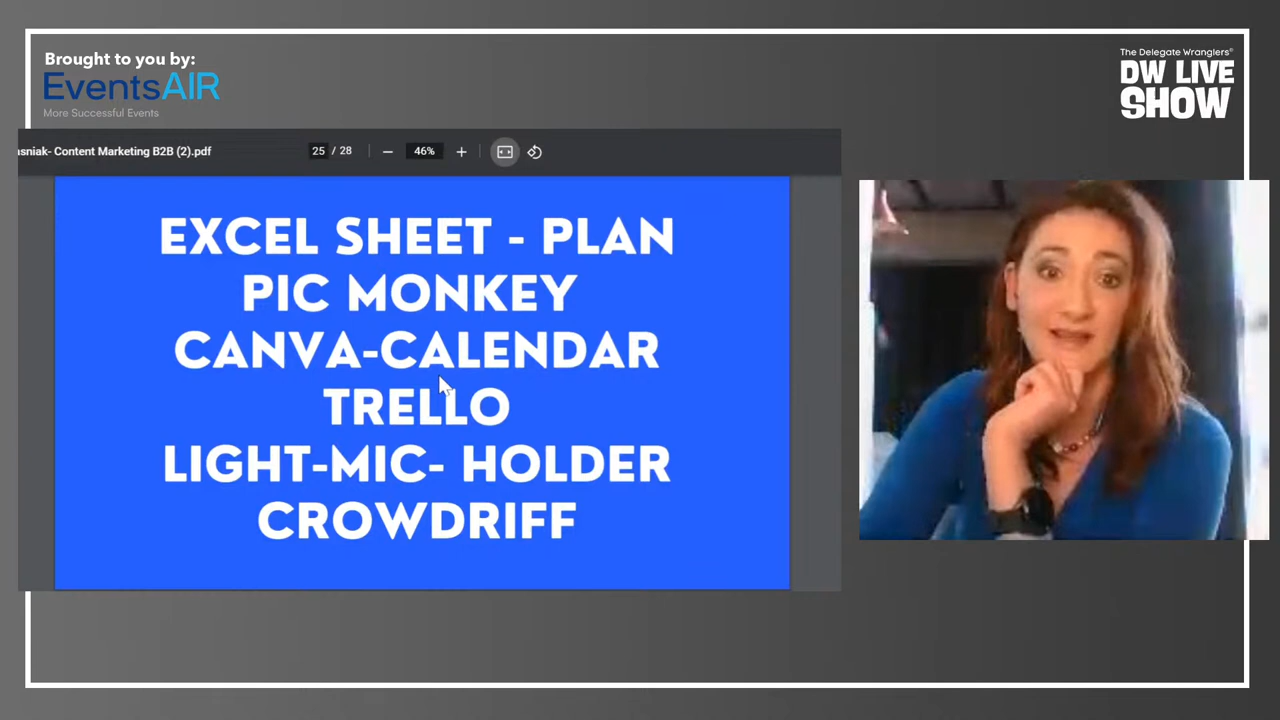 Brought to you by:
EventsAIR
More Successful Events
The Delegate Wranglers®
DW LIVE
SHOW
sniak- Content Marketing B2B (2).pdf
25 / 28
46%
EXCEL SHEET - PLAN
PIC MONKEY
CANVA-CALENDAR
TRELLO
LIGHT-MIC- HOLDER
CROWDRIFF